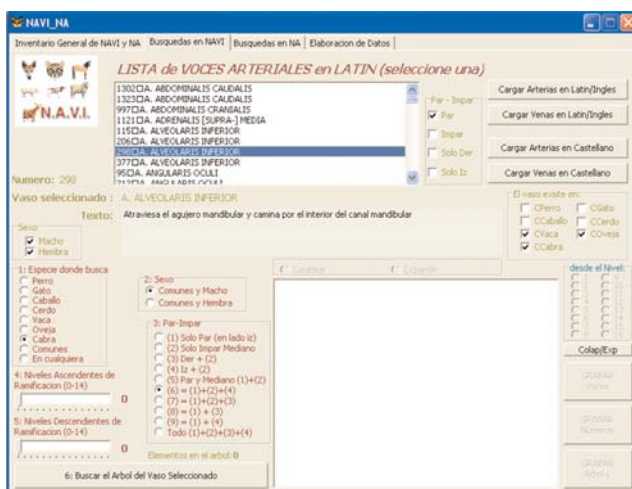 NAVI_NA
Inventario General de NAVI y NA
Busquedas en NAVI
Busquedas en NA
Elaboracion de Datos
N.A.V.I.
LISTA de VOCES ARTERIALES en LATIN (seleccione una)
1302□A. ABDOMINALIS CAUDALIS
1323□A. ABDOMINALIS CAUDALIS
997□A. ABDOMINALIS CRANIALIS
1121□A. ADRENALIS [SUPRA-] MEDIA
115□A. ALVEOLARIS INFERIOR
206□A. ALVEOLARIS INFERIOR
298□A. ALVEOLARIS INFERIOR
377□A. ALVEOLARIS INFERIOR
95□A. ANGULARIS OCULI
Par - Impar
Par
Impar
Solo Der
Solo Iz
Cargar Arterias en Latin/Ingles
Cargar Venas en Latin/Ingles
Cargar Arterias en Castellano
Cargar Venas en Castellano
Numero: 298
Vaso seleccionado : A. ALVEOLARIS INFERIOR
Texto: Atraviesa el agujero mandibular y camina por el interior del canal mandibular
Sexo
Macho
Hembra
El vaso existe en:
CPerro
CGato
CCaballo
CCerdo
CVaca
COveja
CCabra
1: Especie donde busca
Perro
Gato
Caballo
Cerdo
Vaca
Oveja
Cabra
Comunes
En cualquiera
2: Sexo
Comunes y Macho
Comunes y Hembra
3: Par-Impar
(1) Solo Par (en lado iz)
(2) Solo Impar Mediano
(3) Der + (2)
(4) Iz + (2)
(5) Par y Mediano (1)+(2)
(6) = (1)+(2)+(4)
(7) = (1)+(2)+(3)
(8) = (1) + (3)
(9) = (1) + (4)
Todo (1)+(2)+(3)+(4)
4: Niveles Ascendentes de
Ramificacion (0-14)
0
5: Niveles Descendientes de
Ramificacion (0-14)
0
Elementos en el arbol: 0
6: Buscar el Arbol del Vaso Seleccionado
desde el Nivel:
Colap/Exp
GRABAR
GRABAR
Numeros
GRABAR